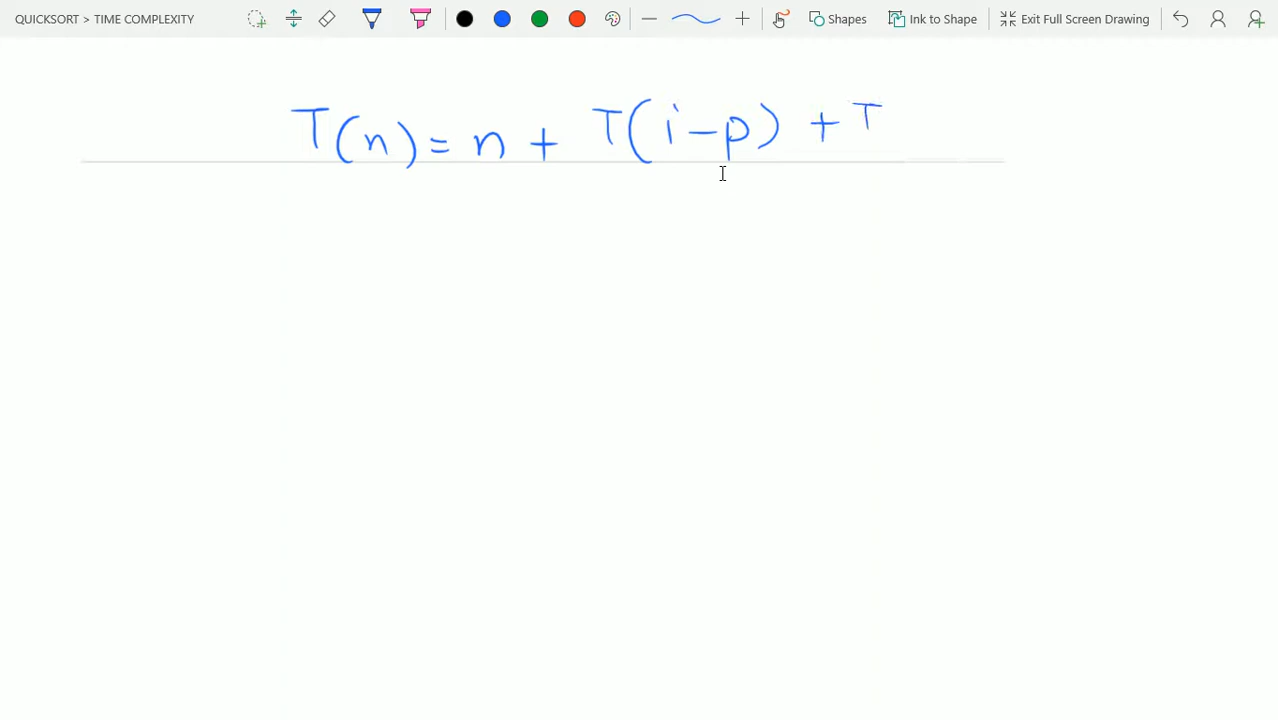 QUICKSORT > TIME COMPLEXITY Shapes Ink to Shape Exit Full Screen Drawing
T(n) = n + T(i-p) + T